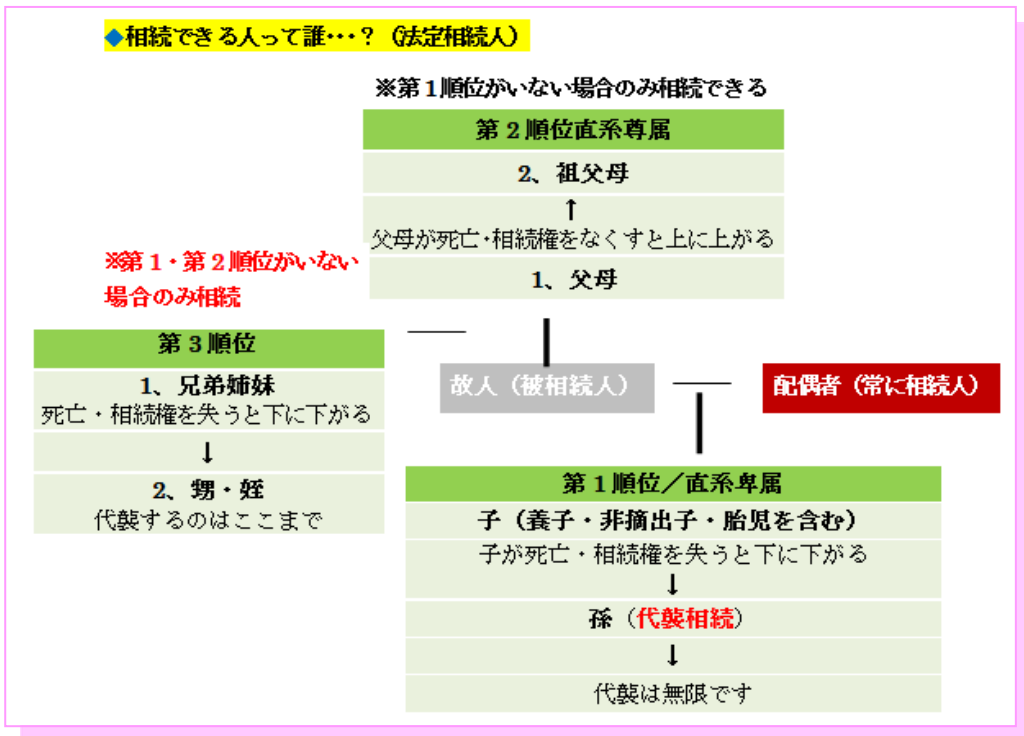 ◆相続できる人って誰･･･？（法定相続人）
※第１順位がいない場合のみ相続できる
第２順位直系尊属
2、祖父母
↑
父母が死亡･相続権をなくすと上に上がる
1、父母
※第１・第２順位がいない
場合のみ相続
第３順位
1、兄弟姉妹
死亡・相続権を失うと下に下がる
↓
2、甥・姪
代襲するのはここまで
故人（被相続人）
配偶者（常に相続人）
第１順位／直系卑属
子（養子・非摘出子・胎児を含む）
子が死亡・相続権を失うと下に下がる
↓
孫（代襲相続）
↓
代襲は無限です